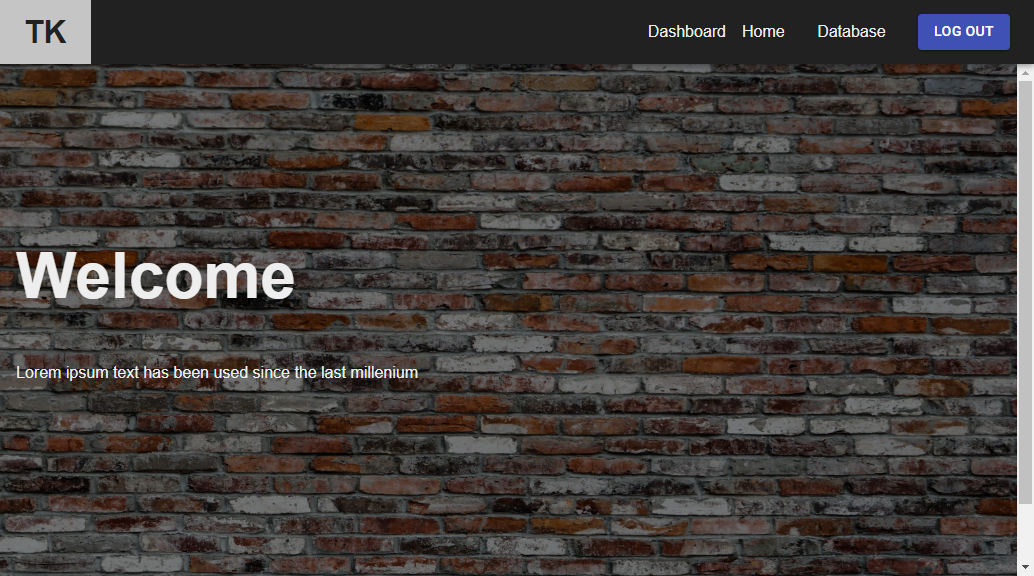 TK
Dashboard Home Database LOG OUT
Welcome
Lorem ipsum text has been used since the last millenium